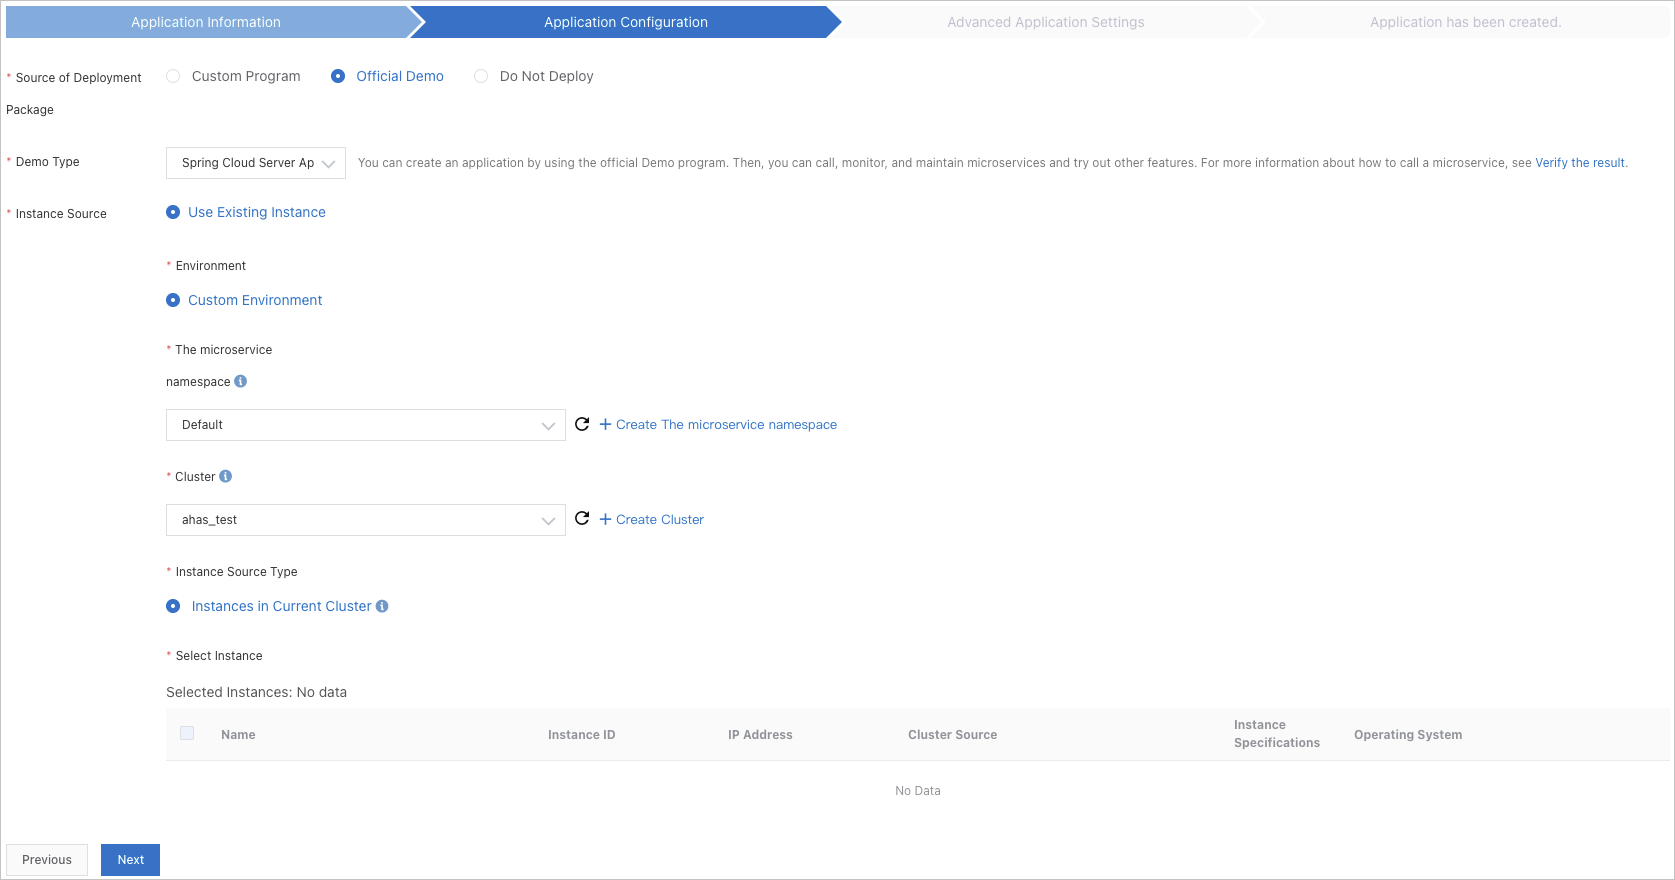 Application Information
Application Configuration
Advanced Application Settings
Application has been created.
* Source of Deployment
Package
Custom Program
Official Demo
Do Not Deploy
* Demo Type
Spring Cloud Server Ap
You can create an application by using the official Demo program. Then, you can call, monitor, and maintain microservices and try out other features. For more information about how to call a microservice, see Verify the result.
* Instance Source
Use Existing Instance
* Environment
Custom Environment
* The microservice
namespace
Default
+ Create The microservice namespace
* Cluster
ahas_test
+ Create Cluster
* Instance Source Type
Instances in Current Cluster
* Select Instance
Selected Instances: No data
Name
Instance ID
IP Address
Cluster Source
Instance
Specifications
Operating System
No Data
Previous
Next